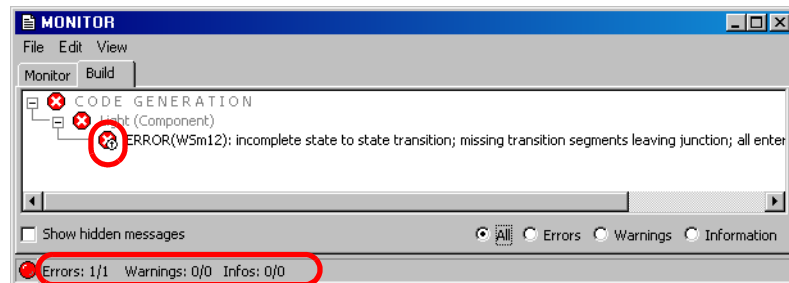 MONITOR
File Edit View
Monitor Build
CODE GENERATION
Light (Component)
ERROR(WSm12): incomplete state to state transition; missing transition segments leaving junction; all enter
Show hidden messages All Errors Warnings Information
Errors: 1/1 Warnings: 0/0 Infos: 0/0